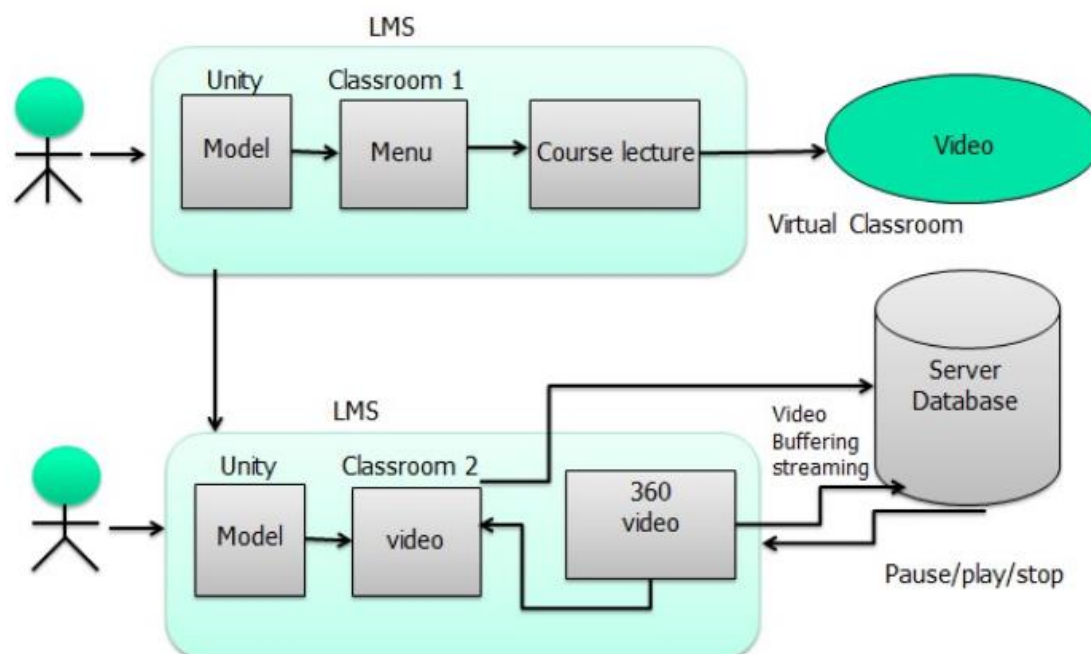 LMS
Unity
Classroom 1
Model
Menu
Course lecture
Video
Virtual Classroom
Server
Database
LMS
Video
Buffering
streaming
Unity
Classroom 2
360
video
Model
video
Pause/play/stop